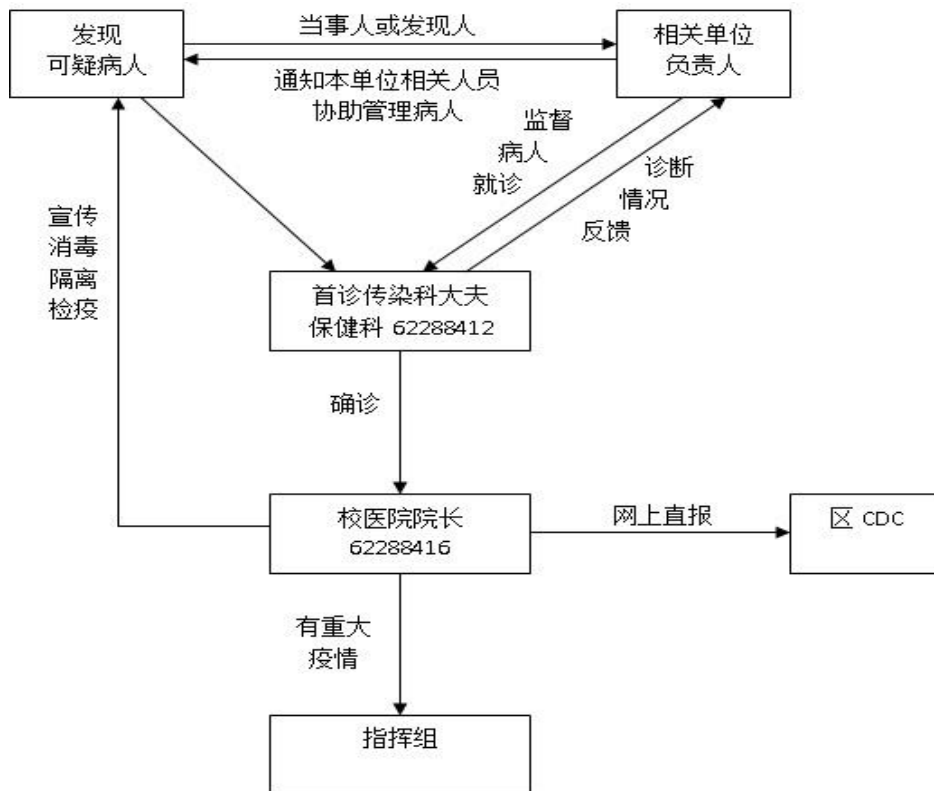 发现
可疑病人
当事人或发现人
通知本单位相关人员
协助管理病人
相关单位
负责人
监督
病人
就诊
诊断
情况
反馈
宣传
消毒
隔离
检疫
首诊传染科大夫
保健科 62288412
确诊
校医院院长
62288416
网上直报
区 CDC
有重大
疫情
指挥组